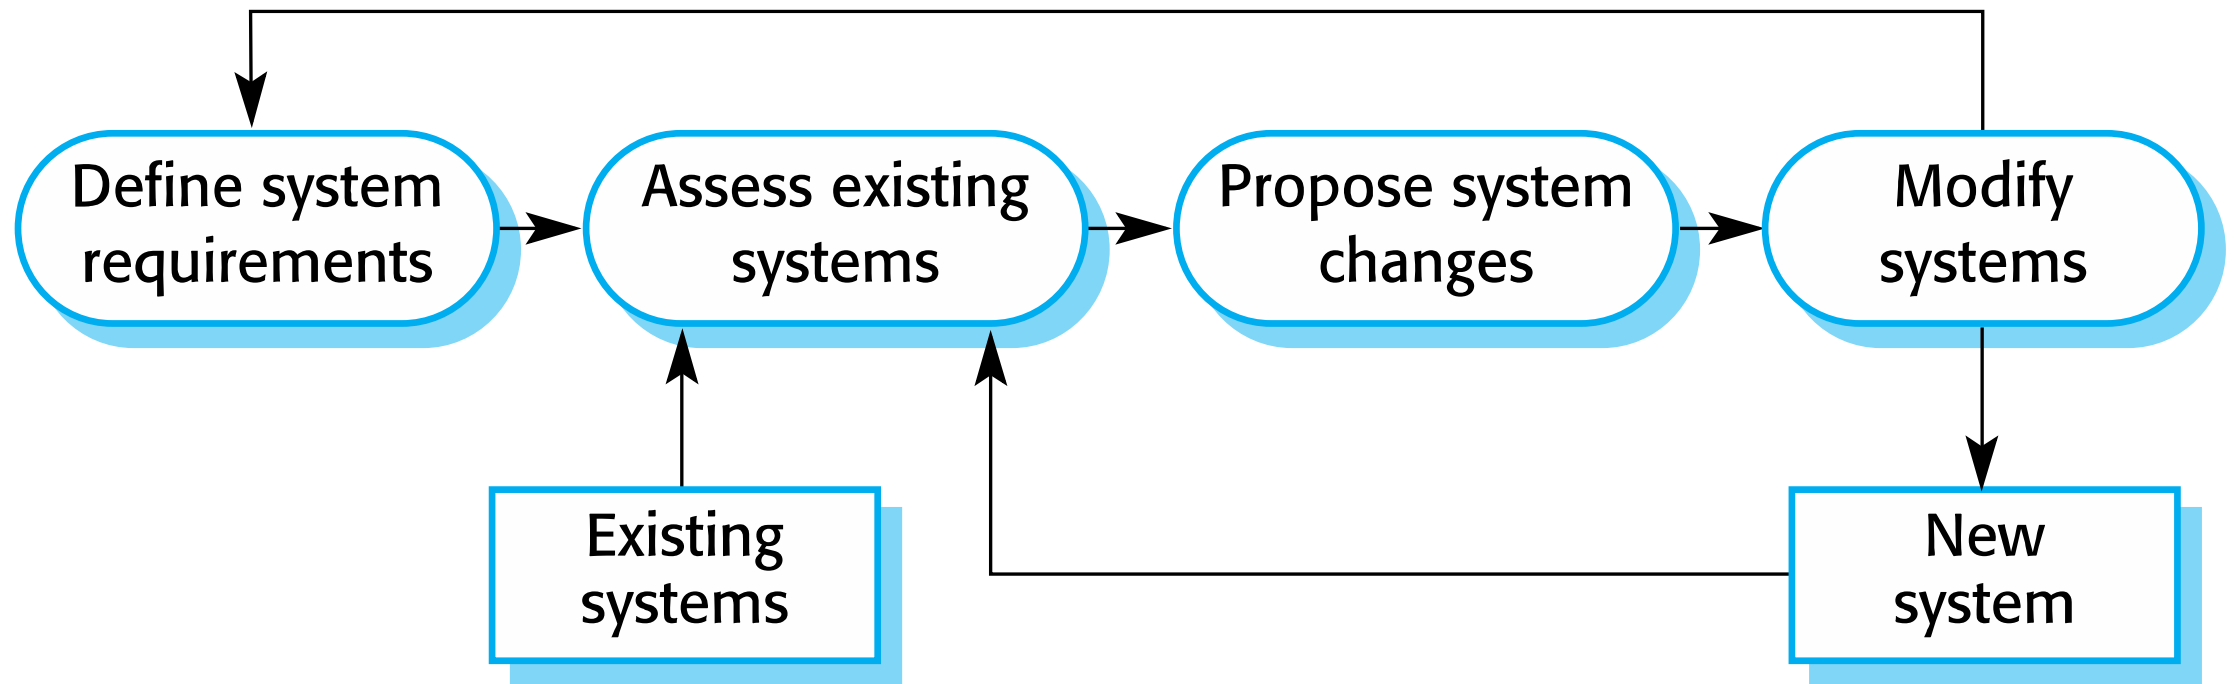 Define system
requirements
Assess existing
systems
Propose system
changes
Modify
systems
Existing
systems
New
system